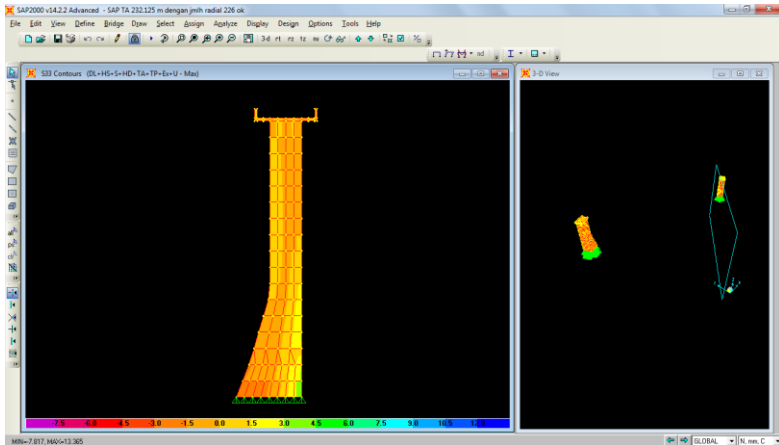 SAP2000 v14.2.2 Advanced - SAP TA 232.125 m dengan jmlh radial 226 ok
File Edit View Define Bridge Draw Select Assign Analyze Display Design Options Tools Help
3-d
nd
S33 Contours (DL+HS+S+HD+TA+TP+Ex+U - Max)
3-D View
-7.5 -6.0 -4.5 -3.0 -1.5 0.0 1.5 3.0 4.5 6.0 7.5 9.0 10.5 12.0
MIN=-7.817, MAX=13.365
GLOBAL
N, mm, C